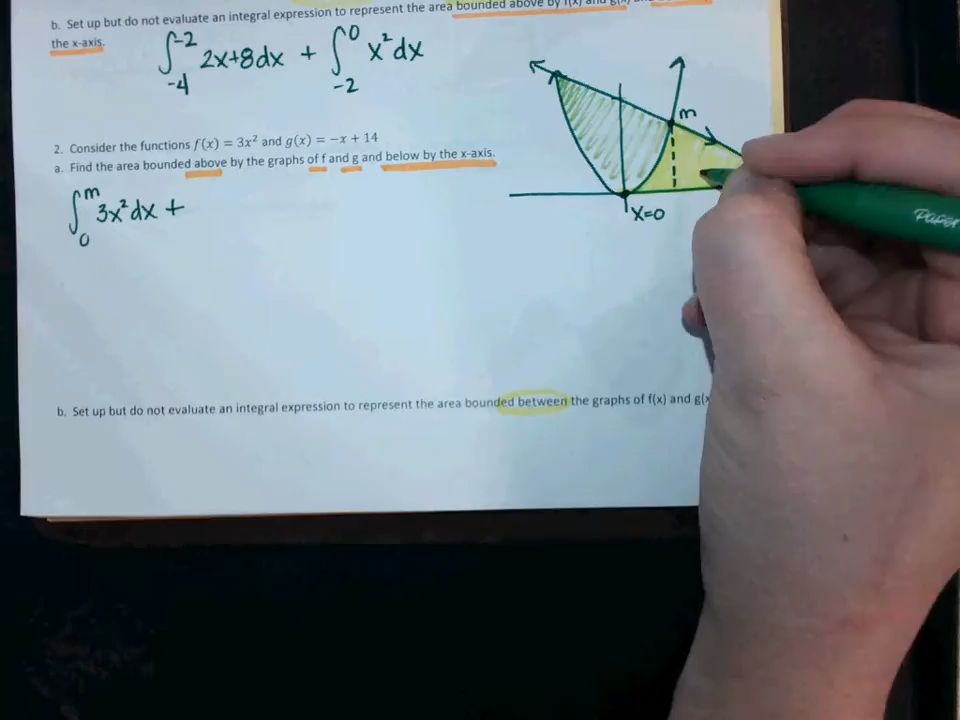 b. Set up but do not evaluate an integral expression to represent the area bounded above by f(x) and g(x)
the x-axis.
∫_{-4}^{-2} 2x+8dx + ∫_{-2}^{0} x²dx
2. Consider the functions f(x) = 3x² and g(x) = −x + 14
a. Find the area bounded above by the graphs of f and g and below by the x-axis.
∫_{0}^{m} 3x²dx +
m
x=0
b. Set up but do not evaluate an integral expression to represent the area bounded between the graphs of f(x) and g(x